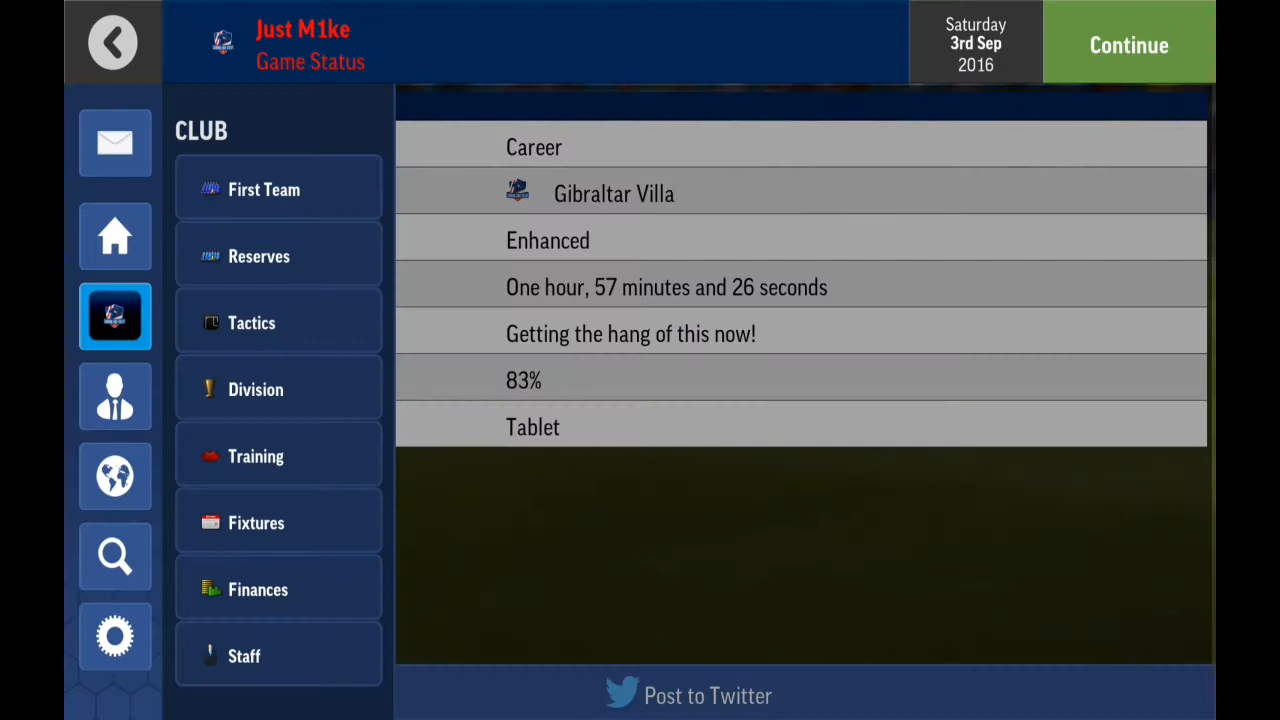 Just M1ke
Game Status
Saturday
3rd Sep
2016
Continue
CLUB
First Team
Reserves
Tactics
Division
Training
Fixtures
Finances
Staff
Career
Gibraltar Villa
Enhanced
One hour, 57 minutes and 26 seconds
Getting the hang of this now!
83%
Tablet
Post to Twitter